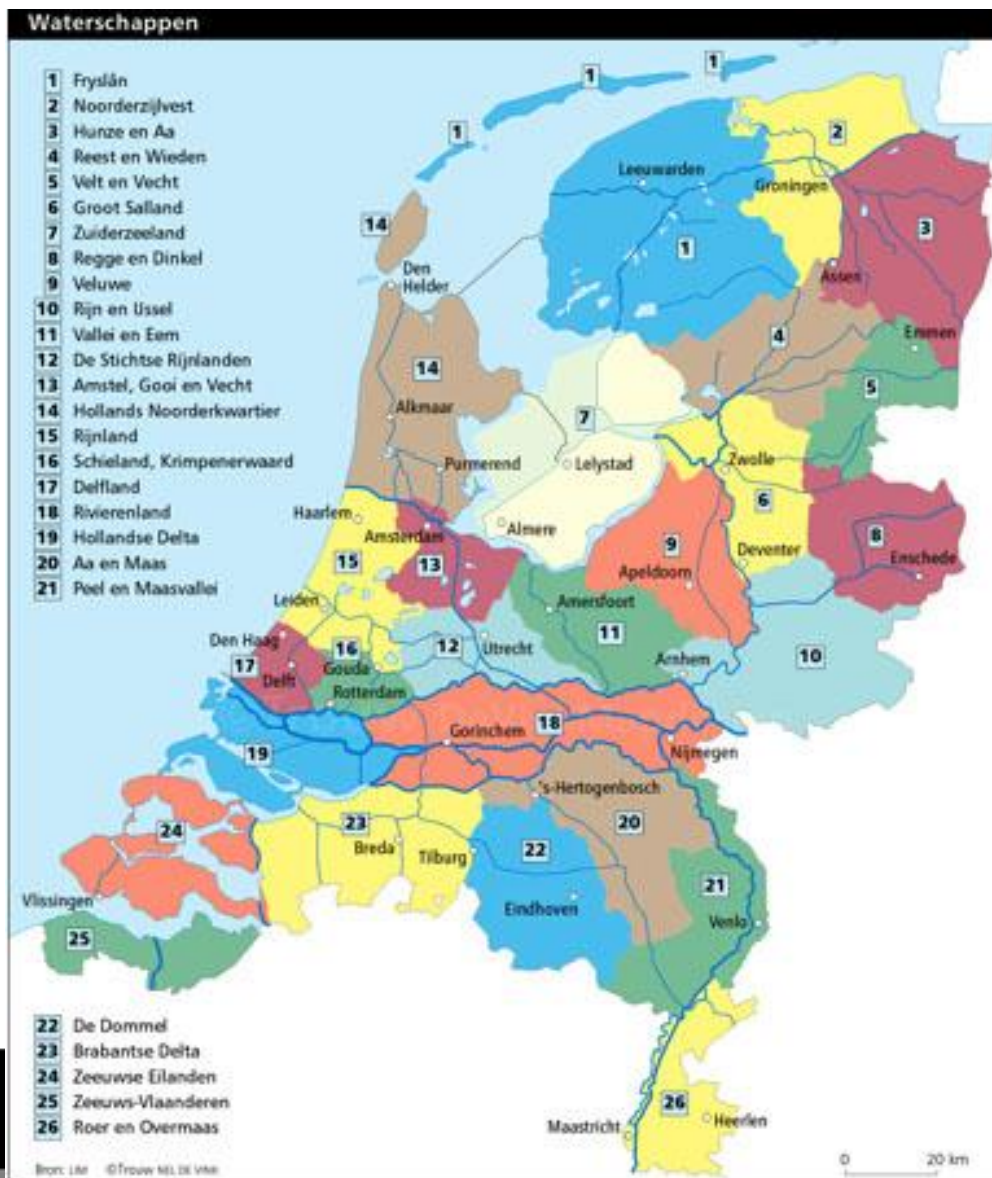 Waterschappen
1 Fryslân
2 Noorderzijlvest
3 Hunze en Aa
4 Reest en Wieden
5 Velt en Vecht
6 Groot Salland
7 Zuiderzeeland
8 Regge en Dinkel
9 Veluwe
10 Rijn en IJssel
11 Vallei en Eem
12 De Stichtse Rijnlanden
13 Amstel, Gooi en Vecht
14 Hollands Noorderkwartier
15 Rijnland
16 Schieland, Krimpenerwaard
17 Delfland
18 Rivierenland
19 Hollandse Delta
20 Aa en Maas
21 Peel en Maasvallei
1
1
1
2
Leeuwarden
Groningen
14
3
1
Den
Helder
Assen
4
Emmen
14
5
Alkmaar
7
Purmerend
Lelystad
Zwolle
6
Haarlem
Almere
Amsterdam
8
9
Deventer
Enschede
15
13
Apeldoorn
Leiden
Amersfoort
11
Den Haag
16
12
Utrecht
10
17
Gouda
Arnhem
Delft
Rotterdam
18
Gorinchem
19
Nijmegen
's-Hertogenbosch
24
23
20
Breda
Tilburg
22
21
Vlissingen
Eindhoven
Venlo
25
22 De Dommel
23 Brabantse Delta
24 Zeeuwse Eilanden
25 Zeeuws-Vlaanderen
26 Roer en Overmaas
26
Heerlen
Maastricht
0 20 km
Bron: ©Trouw